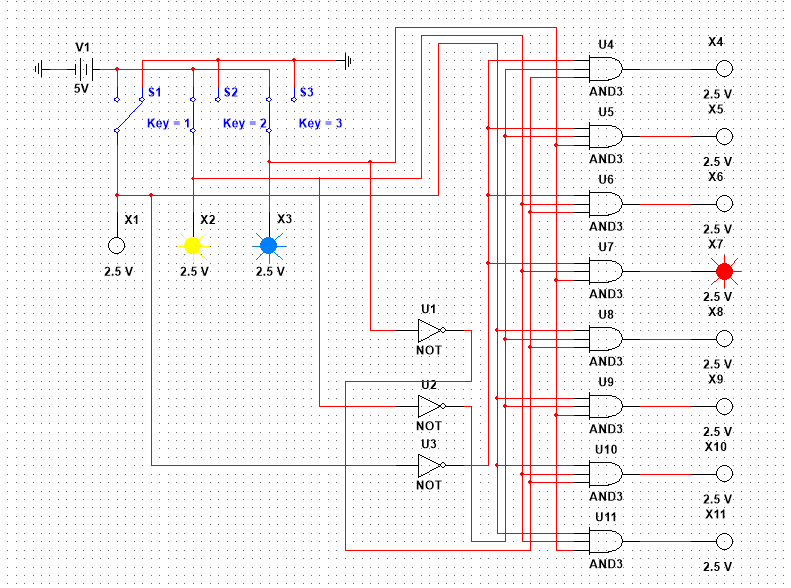 V1
5V
S1
S2
S3
Key = 1
Key = 2
Key = 3
X1
X2
X3
2.5 V
2.5 V
2.5 V
U1
NOT
U2
NOT
U3
NOT
U4
AND3
X4
2.5 V
U5
AND3
X5
2.5 V
U6
AND3
X6
2.5 V
U7
AND3
X7
2.5 V
U8
AND3
X8
2.5 V
U9
AND3
X9
2.5 V
U10
AND3
X10
2.5 V
U11
AND3
X11
2.5 V